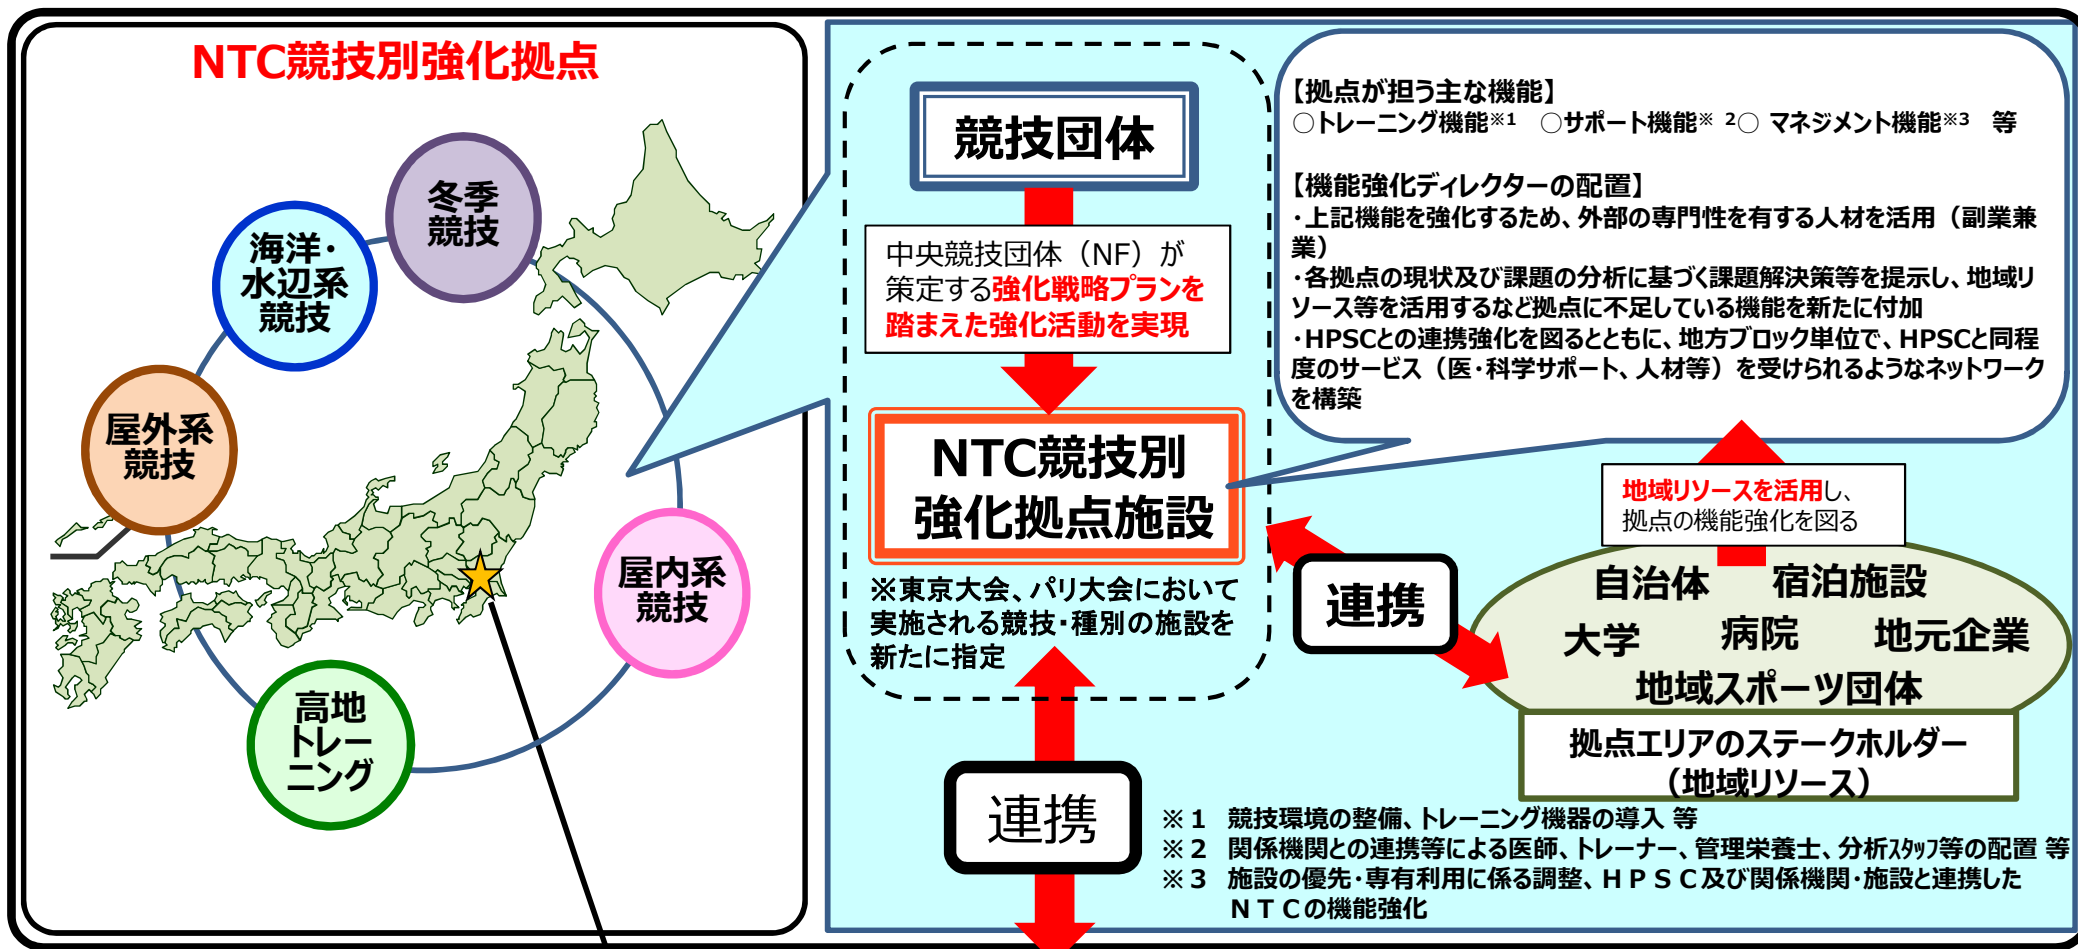 NTC競技別強化拠点
冬季
競技
海洋・
水辺系
競技
屋外系
競技
屋内系
競技
高地
トレー
ニング
競技団体
中央競技団体（NF）が
策定する強化戦略プランを
踏まえた強化活動を実現
NTC競技別
強化拠点施設
※東京大会、パリ大会において
実施される競技・種別の施設を
新たに指定
連携
【拠点が担う主な機能】
○トレーニング機能※1　○サポート機能※ 2○ マネジメント機能※3　等
【機能強化ディレクターの配置】
・上記機能を強化するため、外部の専門性を有する人材を活用（副業兼
業）
・各拠点の現状及び課題の分析に基づく課題解決策等を提示し、地域リ
ソース等を活用するなど拠点に不足している機能を新たに付加
・HPSCとの連携強化を図るとともに、地方ブロック単位で、HPSCと同程
度のサービス（医・科学サポート、人材等）を受けられるようなネットワーク
を構築
地域リソースを活用し、
拠点の機能強化を図る
連携
自治体　宿泊施設
大学　病院　地元企業
地域スポーツ団体
拠点エリアのステークホルダー
（地域リソース）
※１　競技環境の整備、トレーニング機器の導入 等
※２　関係機関との連携等による医師、トレーナー、管理栄養士、分析ｽﾀｯﾌ等の配置 等
※３　施設の優先・専有利用に係る調整、ＨＰＳＣ及び関係機関・施設と連携した
ＮＴＣの機能強化